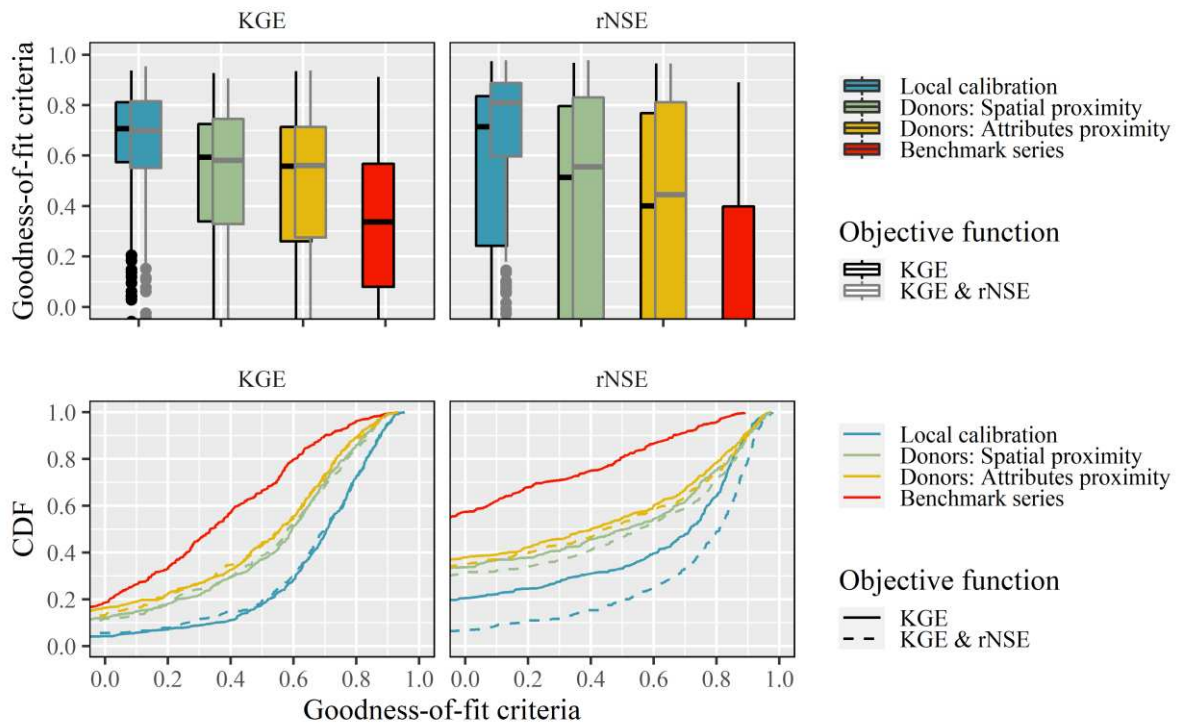 KGE
rNSE
Goodness-of-fit criteria
1.0
0.8
0.6
0.4
0.2
0.0
Local calibration
Donors: Spatial proximity
Donors: Attributes proximity
Benchmark series
Objective function
KGE
KGE & rNSE
KGE
rNSE
CDF
1.0
0.8
0.6
0.4
0.2
0.0
0.0 0.2 0.4 0.6 0.8 1.0
0.0 0.2 0.4 0.6 0.8 1.0
Goodness-of-fit criteria
Local calibration
Donors: Spatial proximity
Donors: Attributes proximity
Benchmark series
Objective function
KGE
KGE & rNSE